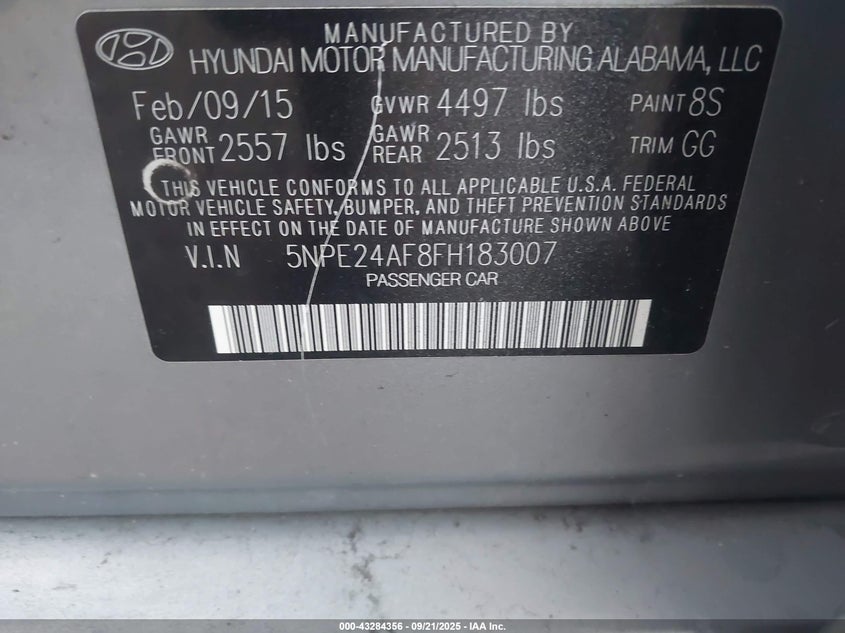 MANUFACTURED BY
HYUNDAI MOTOR MANUFACTURING ALABAMA, LLC
Feb/09/15 GVWR 4497 lbs PAINT 8S
GAWR FRONT 2557 lbs GAWR REAR 2513 lbs TRIM GG
THIS VEHICLE CONFORMS TO ALL APPLICABLE U.S.A. FEDERAL
MOTOR VEHICLE SAFETY, BUMPER, AND THEFT PREVENTION STANDARDS
IN EFFECT ON THE DATE OF MANUFACTURE SHOWN ABOVE
V.I.N 5NPE24AF8FH183007
PASSENGER CAR
000-43284356 - 09/21/2025 - IAA Inc.